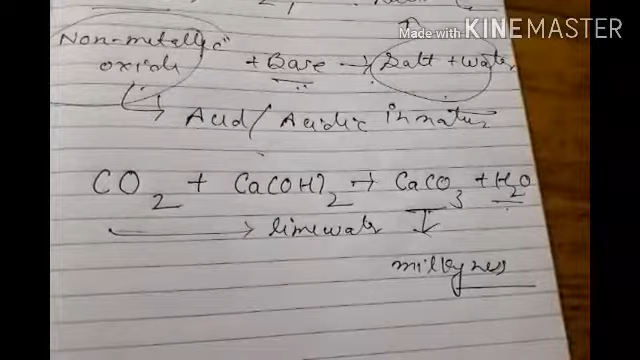 Made with KINEMASTER
Non-metallic
oxide + Base → Salt + water
Acid/Acidic in nature
CO2 + Ca(OH)2 → CaCO3 + H2O
limewater
milkyness